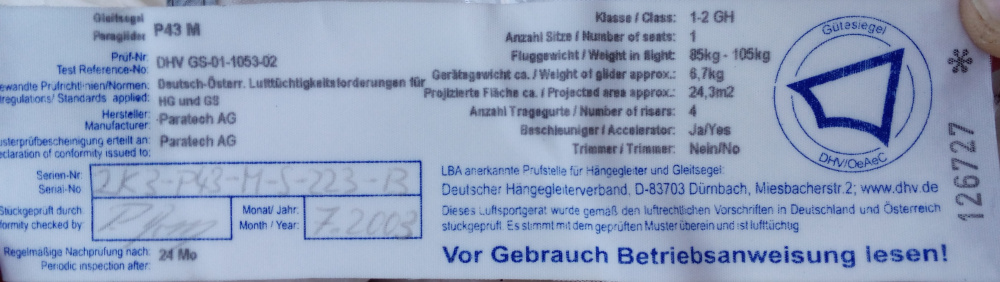 Gleitsegel
Paraglider P43 M
Prüf-Nr.
Test Reference-No: DHV GS-01-1053-02
ewandte Prüfrichtlinien/Normen: Deutsch-Österr. Lufttüchtigkeitsforderungen für
regulations/ Standards applied: HG und GS
Hersteller:
Manufacturer: Paratech AG
usterprüfbescheinigung erteilt an: Paratech AG
eclaration of conformity issued to:
Serien-Nr.
Serial-No 2K3-P43-M-S-223-B
Stückgeprüft durch
formity checked by
Monat/ Jahr:
Month / Year: 7.2003
Regelmäßige Nachprüfung nach: 24 Mo
Periodic inspection after:
Klasse / Class: 1-2 GH
Anzahl Sitze / Number of seats: 1
Fluggewicht / Weight in flight: 85kg - 105kg
Gerätegewicht ca. / Weight of glider approx.: 6,7kg
Projizierte Fläche ca. / Projected area approx.: 24,3m2
Anzahl Tragegurte / Number of risers: 4
Beschleuniger / Accelerator: Ja/Yes
Trimmer / Trimmer: Nein/No
LBA anerkannte Prüfstelle für Hängegleiter und Gleitsegel:
Deutscher Hängegleiterverband, D-83703 Dürnbach, Miesbacherstr.2; www.dhv.de
Dieses Luftsportgerät wurde gemäß den luftrechtlichen Vorschriften in Deutschland und Österreich
stückgeprüft. Es stimmt mit dem geprüften Muster überein und ist lufttüchtig
Vor Gebrauch Betriebsanweisung lesen!
Gütesiegel
DHV/OeAeC
126727 *